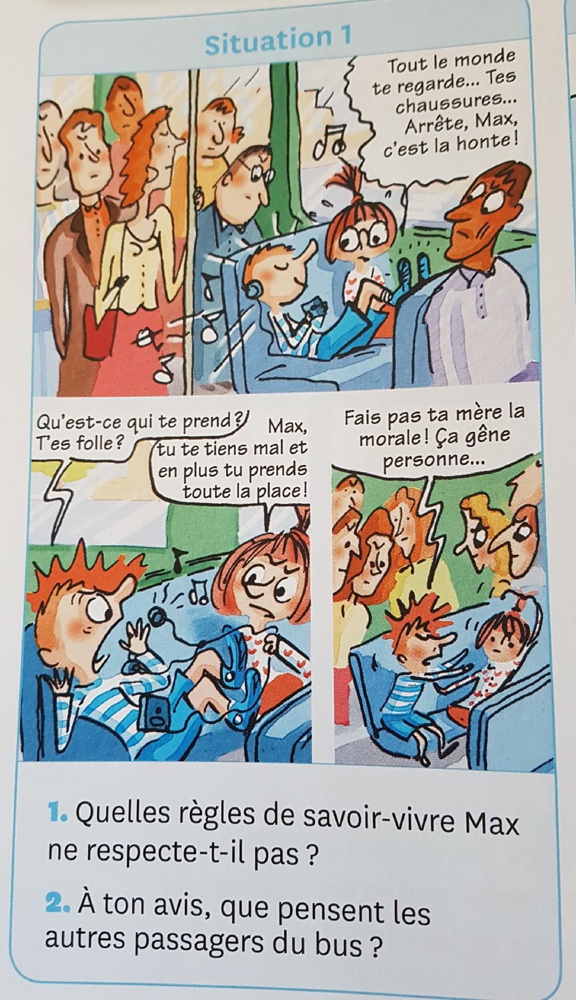 Situation 1
Tout le monde
te regarde... Tes
chaussures...
Arrête, Max,
c'est la honte!
Qu'est-ce qui te prend?
T'es folle?
Max,
tu te tiens mal et
en plus tu prends
toute la place!
Fais pas ta mère la
morale! Ça gêne
personne...
1. Quelles règles de savoir-vivre Max
ne respecte-t-il pas ?
2. À ton avis, que pensent les
autres passagers du bus ?